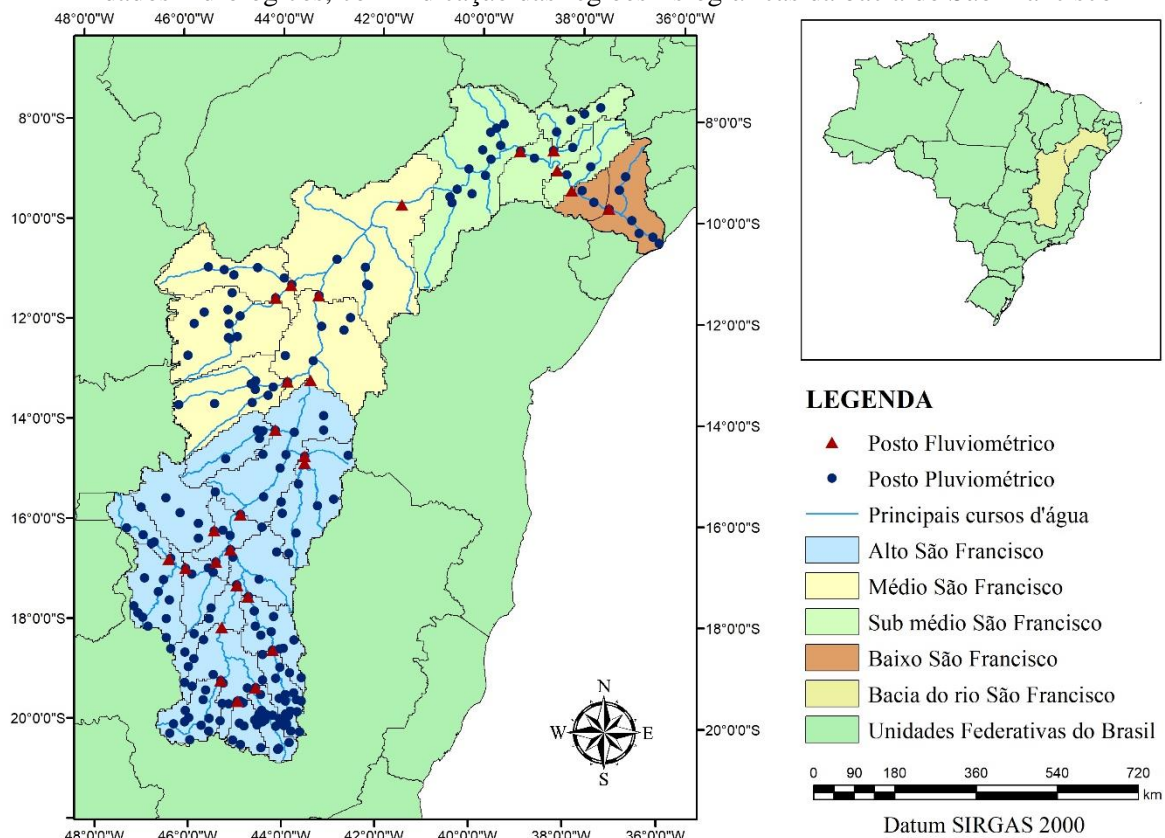 48°0'0"W 46°0'0"W 44°0'0"W 42°0'0"W 40°0'0"W 38°0'0"W 36°0'0"W
8°0'0"S
10°0'0"S
12°0'0"S
14°0'0"S
16°0'0"S
18°0'0"S
20°0'0"S
8°0'0"S
10°0'0"S
12°0'0"S
14°0'0"S
16°0'0"S
18°0'0"S
20°0'0"S
N
W E
S
48°0'0"W 46°0'0"W 44°0'0"W 42°0'0"W 40°0'0"W 38°0'0"W 36°0'0"W
LEGENDA
Posto Fluviométrico
Posto Pluviométrico
Principais cursos d'água
Alto São Francisco
Médio São Francisco
Sub médio São Francisco
Baixo São Francisco
Bacia do rio São Francisco
Unidades Federativas do Brasil
0 90 180 360 540 720
km
Datum SIRGAS 2000